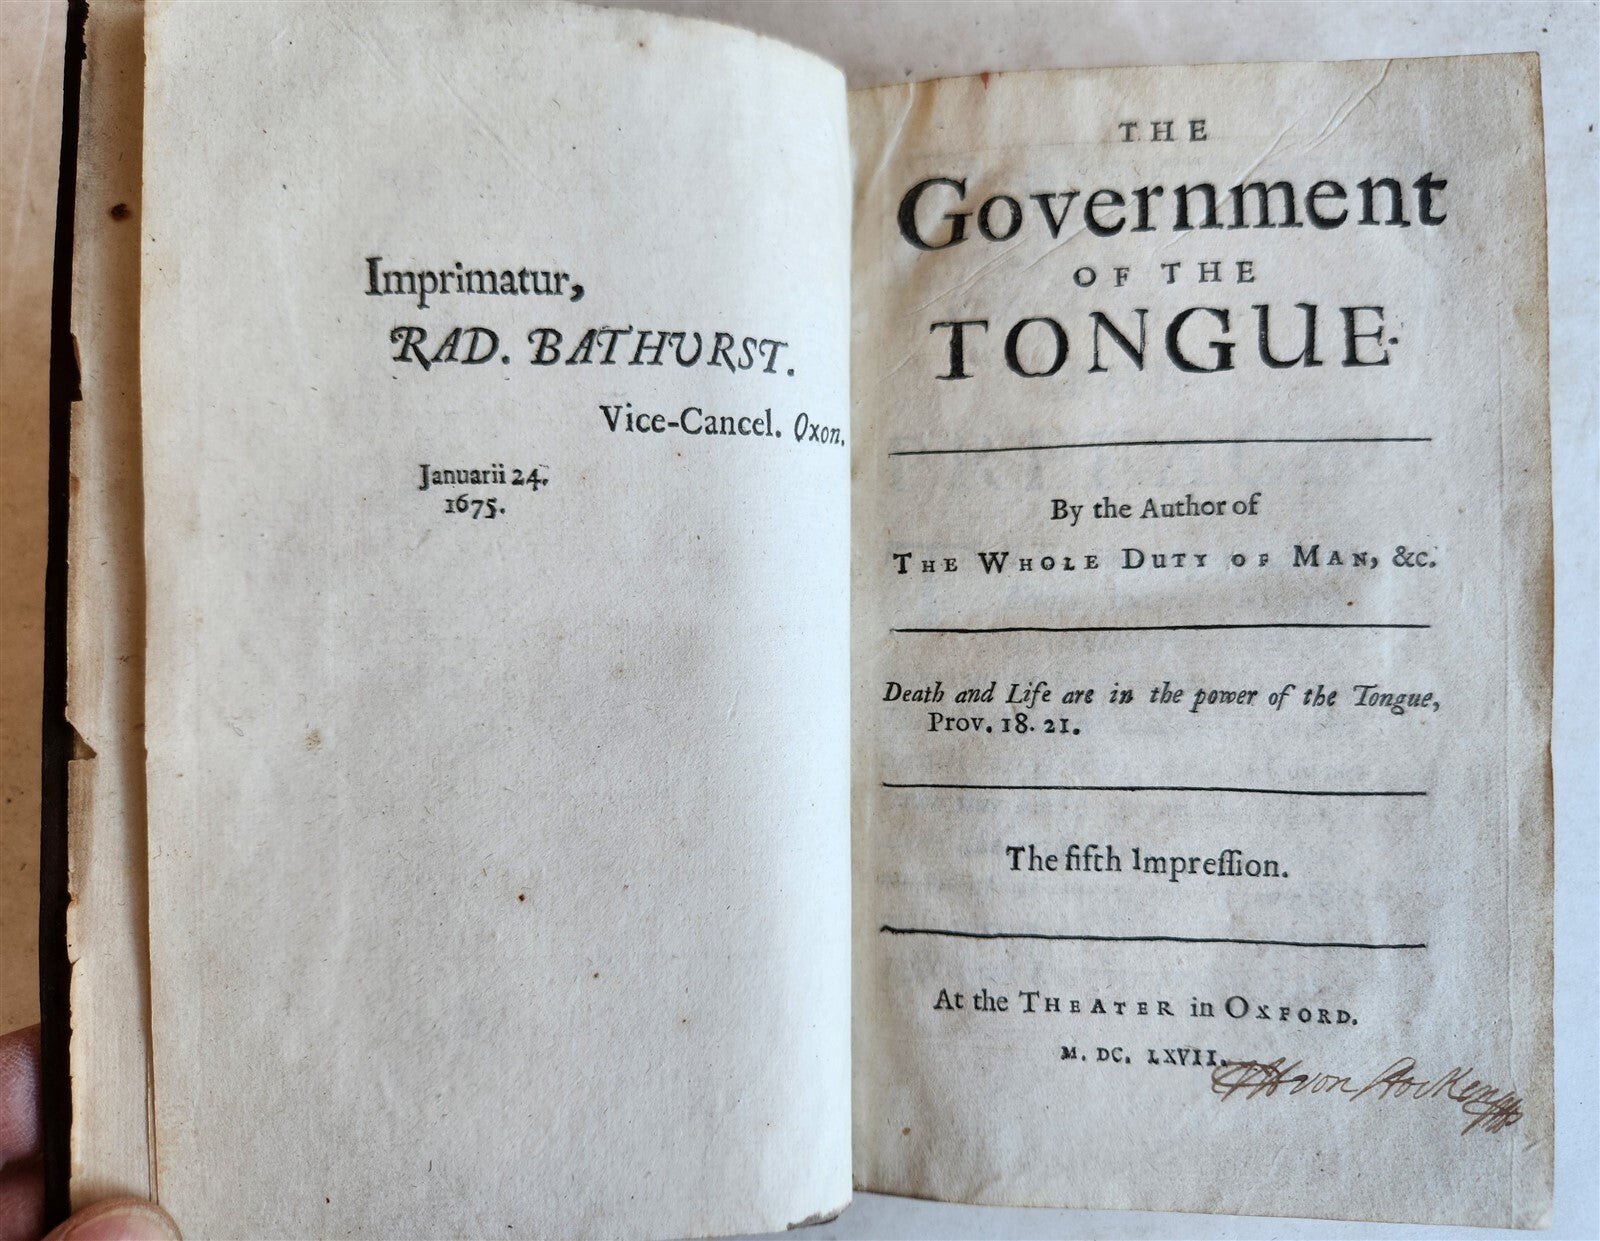 Imprimatur,
RAD. BATHURST.
Vice-Cancel. Oxon.
Januarii 24.
1675.
THE
Government
OF THE
TONGUE.
By the Author of
THE WHOLE DUTY OF MAN, &c.
Death and Life are in the power of the Tongue,
Prov. 18. 21.
The fifth Impreſſion.
At the THEATER in OXFORD.
M. DC. LXVII.
von